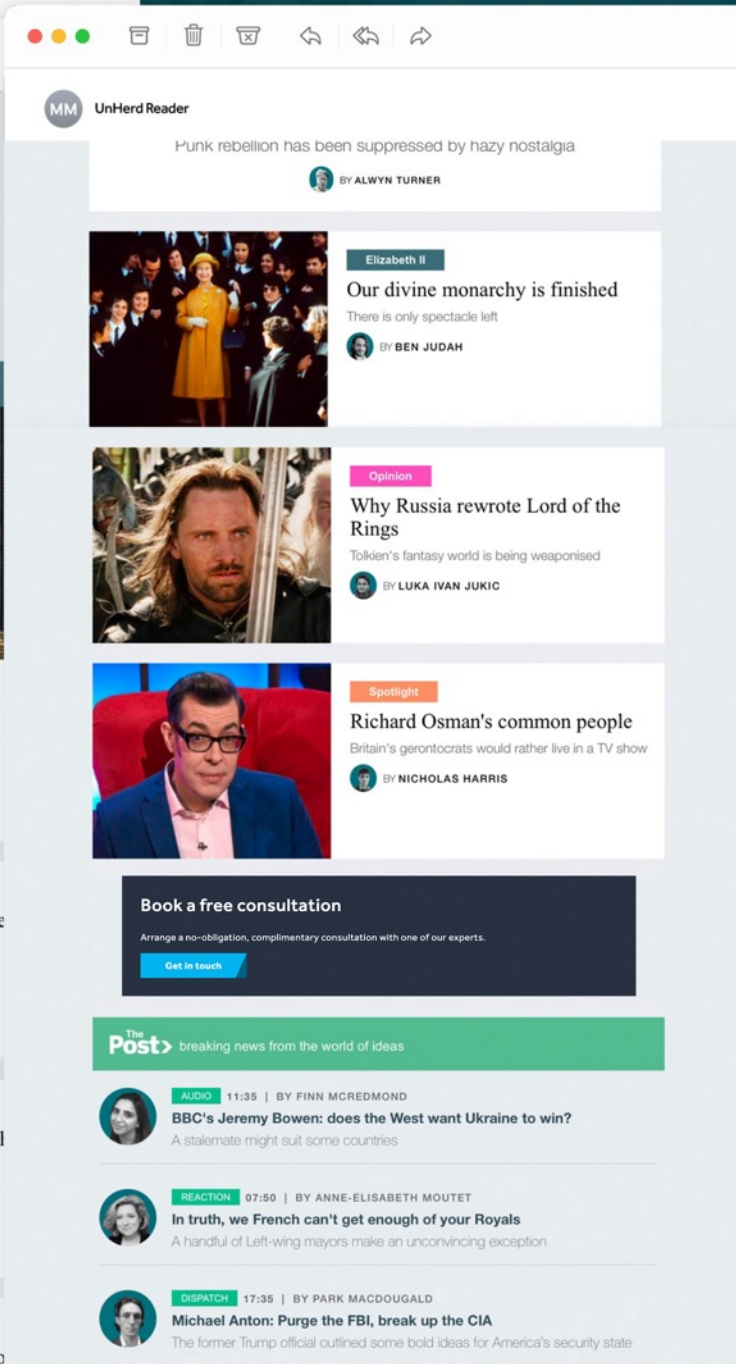 MM
UnHerd Reader
Punk rebellion has been suppressed by hazy nostalgia
BY ALWYN TURNER
Elizabeth II
Our divine monarchy is finished
There is only spectacle left
BY BEN JUDAH
Opinion
Why Russia rewrote Lord of the
Rings
Tolkien's fantasy world is being weaponised
BY LUKA IVAN JUKIC
Spotlight
Richard Osman's common people
Britain's gerontocrats would rather live in a TV show
BY NICHOLAS HARRIS
Book a free consultation
Arrange a no-obligation, complimentary consultation with one of our experts.
Get in touch
The
Post> breaking news from the world of ideas
AUDIO 11:35 | BY FINN MCREDMOND
BBC's Jeremy Bowen: does the West want Ukraine to win?
A stalemate might suit some countries
REACTION 07:50 | BY ANNE-ELISABETH MOUTET
In truth, we French can't get enough of your Royals
A handful of Left-wing mayors make an unconvincing exception
DISPATCH 17:35 | BY PARK MACDOUGALD
Michael Anton: Purge the FBI, break up the CIA
The former Trump official outlined some bold ideas for America's security state